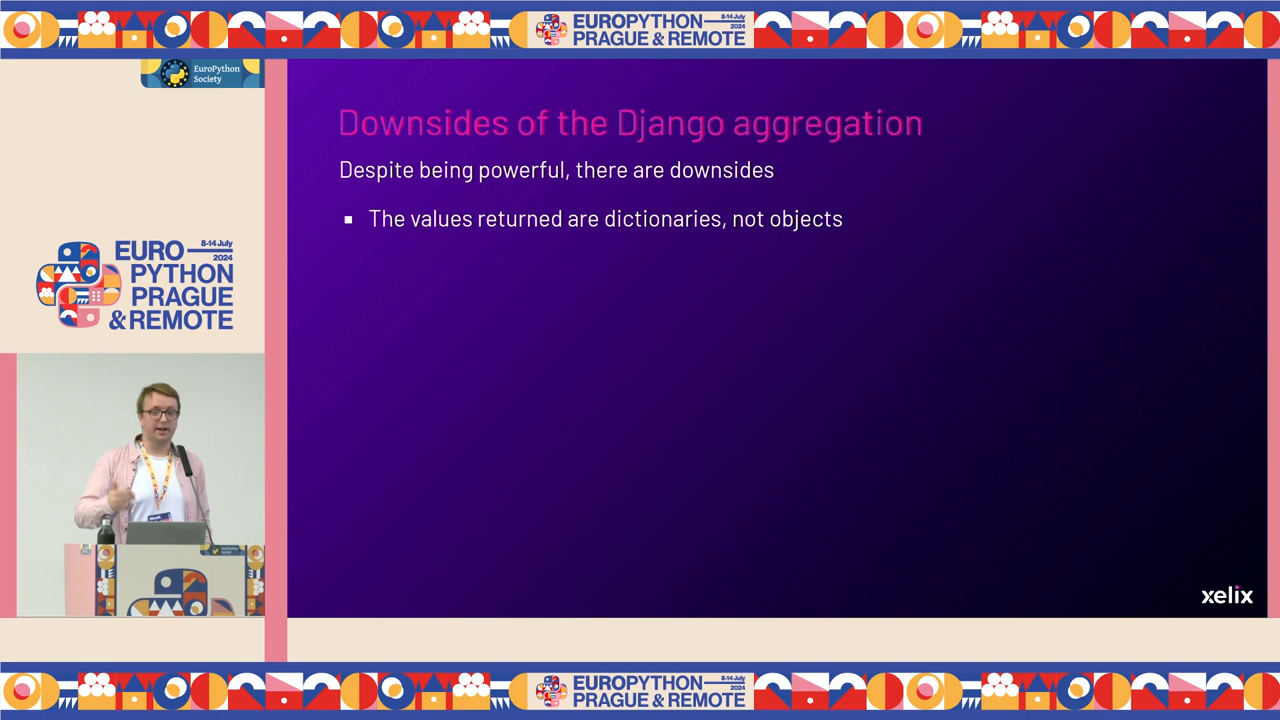 EUROPYTHON
8-14 July
2024
PRAGUE & REMOTE
EuroPython
Society
EURO
8-14 July
2024
PYTHON
PRAGUE
& REMOTE
Downsides of the Django aggregation
Despite being powerful, there are downsides
▪ The values returned are dictionaries, not objects
xelix
EUROPYTHON
8-14 July
2024
PRAGUE & REMOTE